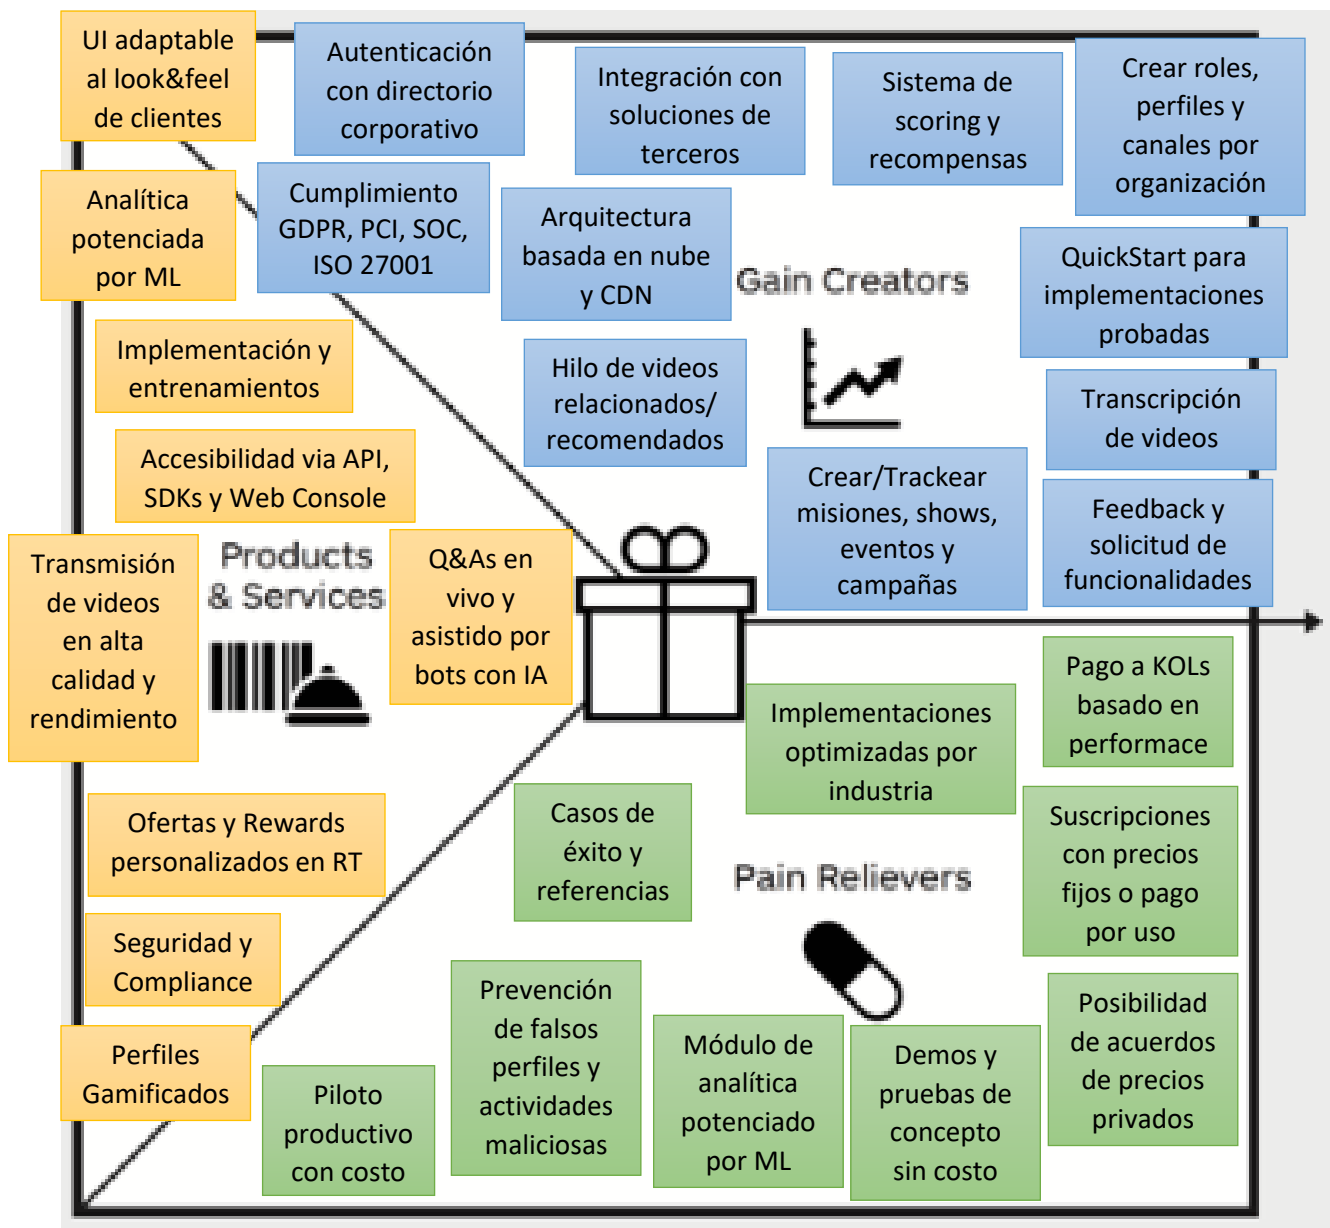 UI adaptable
al look&feel
de clientes
Autenticación
con directorio
corporativo
Integración con
soluciones de
terceros
Sistema de
scoring y
recompensas
Crear roles,
perfiles y
canales por
organización
Analítica
potenciada
por ML
Cumplimiento
GDPR, PCI, SOC,
ISO 27001
Arquitectura
basada en nube
y CDN
Gain Creators
QuickStart para
implementaciones
probadas
Implementación y
entrenamientos
Hilo de videos
relacionados/
recomendados
Transcripción
de videos
Accesibilidad via API,
SDKs y Web Console
Crear/Trackear
misiones, shows,
eventos y
campañas
Feedback y
solicitud de
funcionalidades
Transmisión
de videos
en alta
calidad y
rendimiento
Products
& Services
Q&As en
vivo y
asistido por
bots con IA
Implementaciones
optimizadas por
industria
Pago a KOLs
basado en
performace
Ofertas y Rewards
personalizados en RT
Casos de
éxito y
referencias
Pain Relievers
Suscripciones
con precios
fijos o pago
por uso
Seguridad y
Compliance
Prevención
de falsos
perfiles y
actividades
maliciosas
Módulo de
analítica
potenciado
por ML
Demos y
pruebas de
concepto
sin costo
Posibilidad
de acuerdos
de precios
privados
Perfiles
Gamificados
Piloto
productivo
con costo